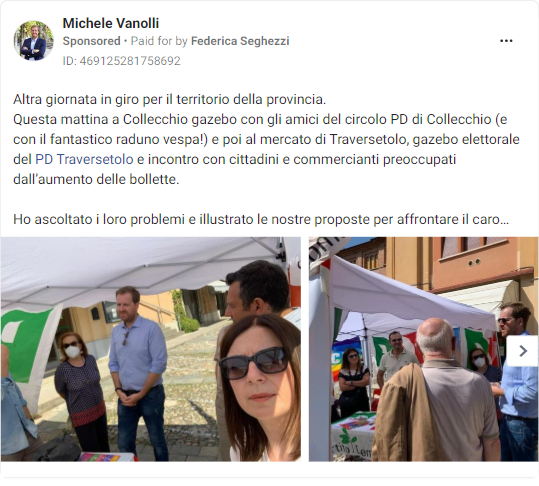 Michele Vanolli
Sponsored • Paid for by Federica Seghezzi
ID: 469125281758692
Altra giornata in giro per il territorio della provincia.
Questa mattina a Collecchio gazebo con gli amici del circolo PD di Collecchio (e
con il fantastico raduno vespa!) e poi al mercato di Traversetolo, gazebo elettorale
del PD Traversetolo e incontro con cittadini e commercianti preoccupati
dall'aumento delle bollette.
Ho ascoltato i loro problemi e illustrato le nostre proposte per affrontare il caro...